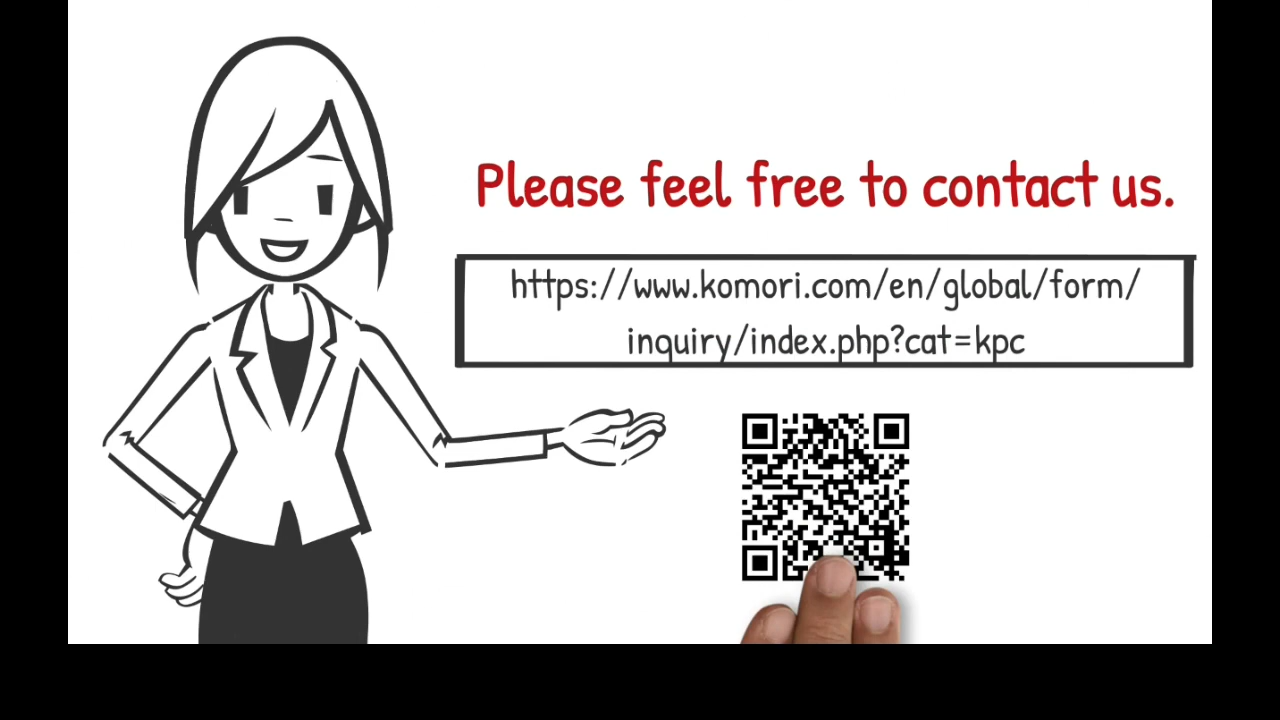 Please feel free to contact us.
https://www.komori.com/en/global/form/
inquiry/index.php?cat=kpc